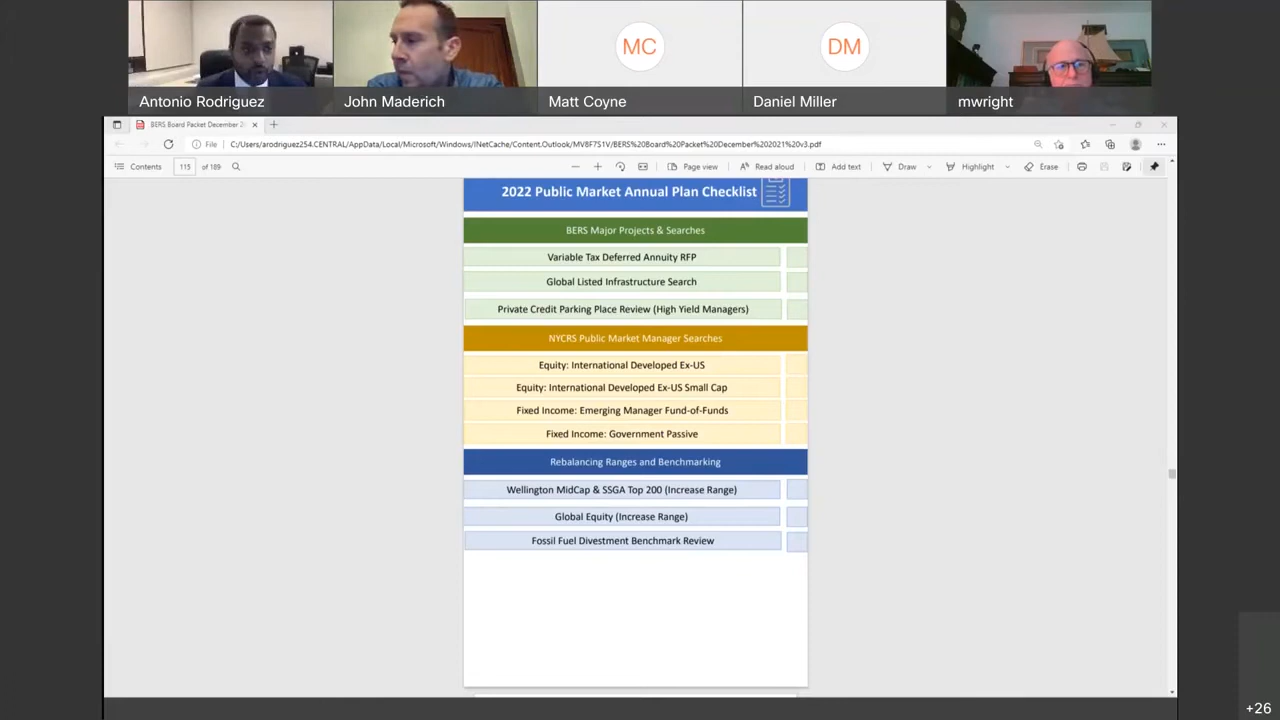 MC
DM
Antonio Rodriguez
John Maderich
Matt Coyne
Daniel Miller
mwright
BERS Board Packet December 2
File
C:/Users/arodriguez254.CENTRAL/AppData/Local/Microsoft/Windows/INetCache/Content.Outlook/MV8F7S1V/BERS%20Board%20Packet%20December%202021%20v3.pdf
Contents 115 of 189 Page view Read aloud Add text Draw Highlight Erase
2022 Public Market Annual Plan Checklist
BERS Major Projects & Searches
Variable Tax Deferred Annuity RFP
Global Listed Infrastructure Search
Private Credit Parking Place Review (High Yield Managers)
NYCRS Public Market Manager Searches
Equity: International Developed Ex-US
Equity: International Developed Ex-US Small Cap
Fixed Income: Emerging Manager Fund-of-Funds
Fixed Income: Government Passive
Rebalancing Ranges and Benchmarking
Wellington MidCap & SSGA Top 200 (Increase Range)
Global Equity (Increase Range)
Fossil Fuel Divestment Benchmark Review
+26